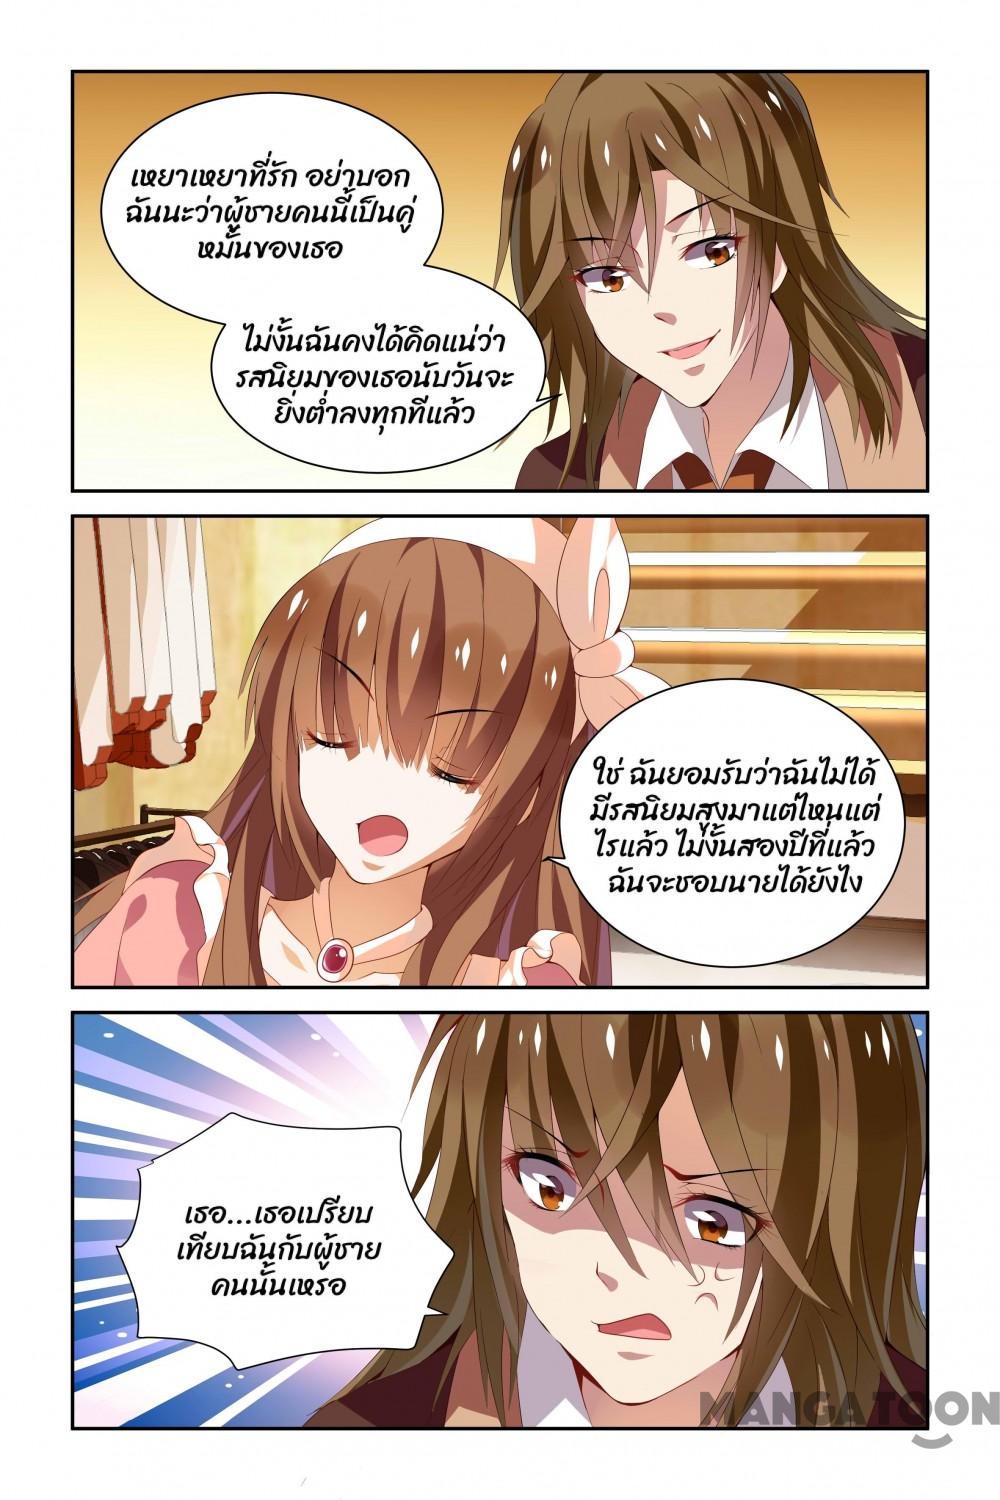 เหยาเหยาที่รัก อย่าบอก
ฉันนะว่าผู้ชายคนนี้เป็นคู่
หมั้นของเธอ
ไม่งั้นฉันคงได้คิดแน่ว่า
รสนิยมของเธอนับวันจะ
ยิ่งต่ำลงทุกทีแล้ว
ใช่ ฉันยอมรับว่าฉันไม่ได้
มีรสนิยมสูงมาแต่ไหนแต่
ไรแล้ว ไม่งั้นสองปีที่แล้ว
ฉันจะชอบนายได้ยังไง
เธอ...เธอเปรียบ
เทียบฉันกับผู้ชาย
คนนั้นเหรอ
MANGATOON